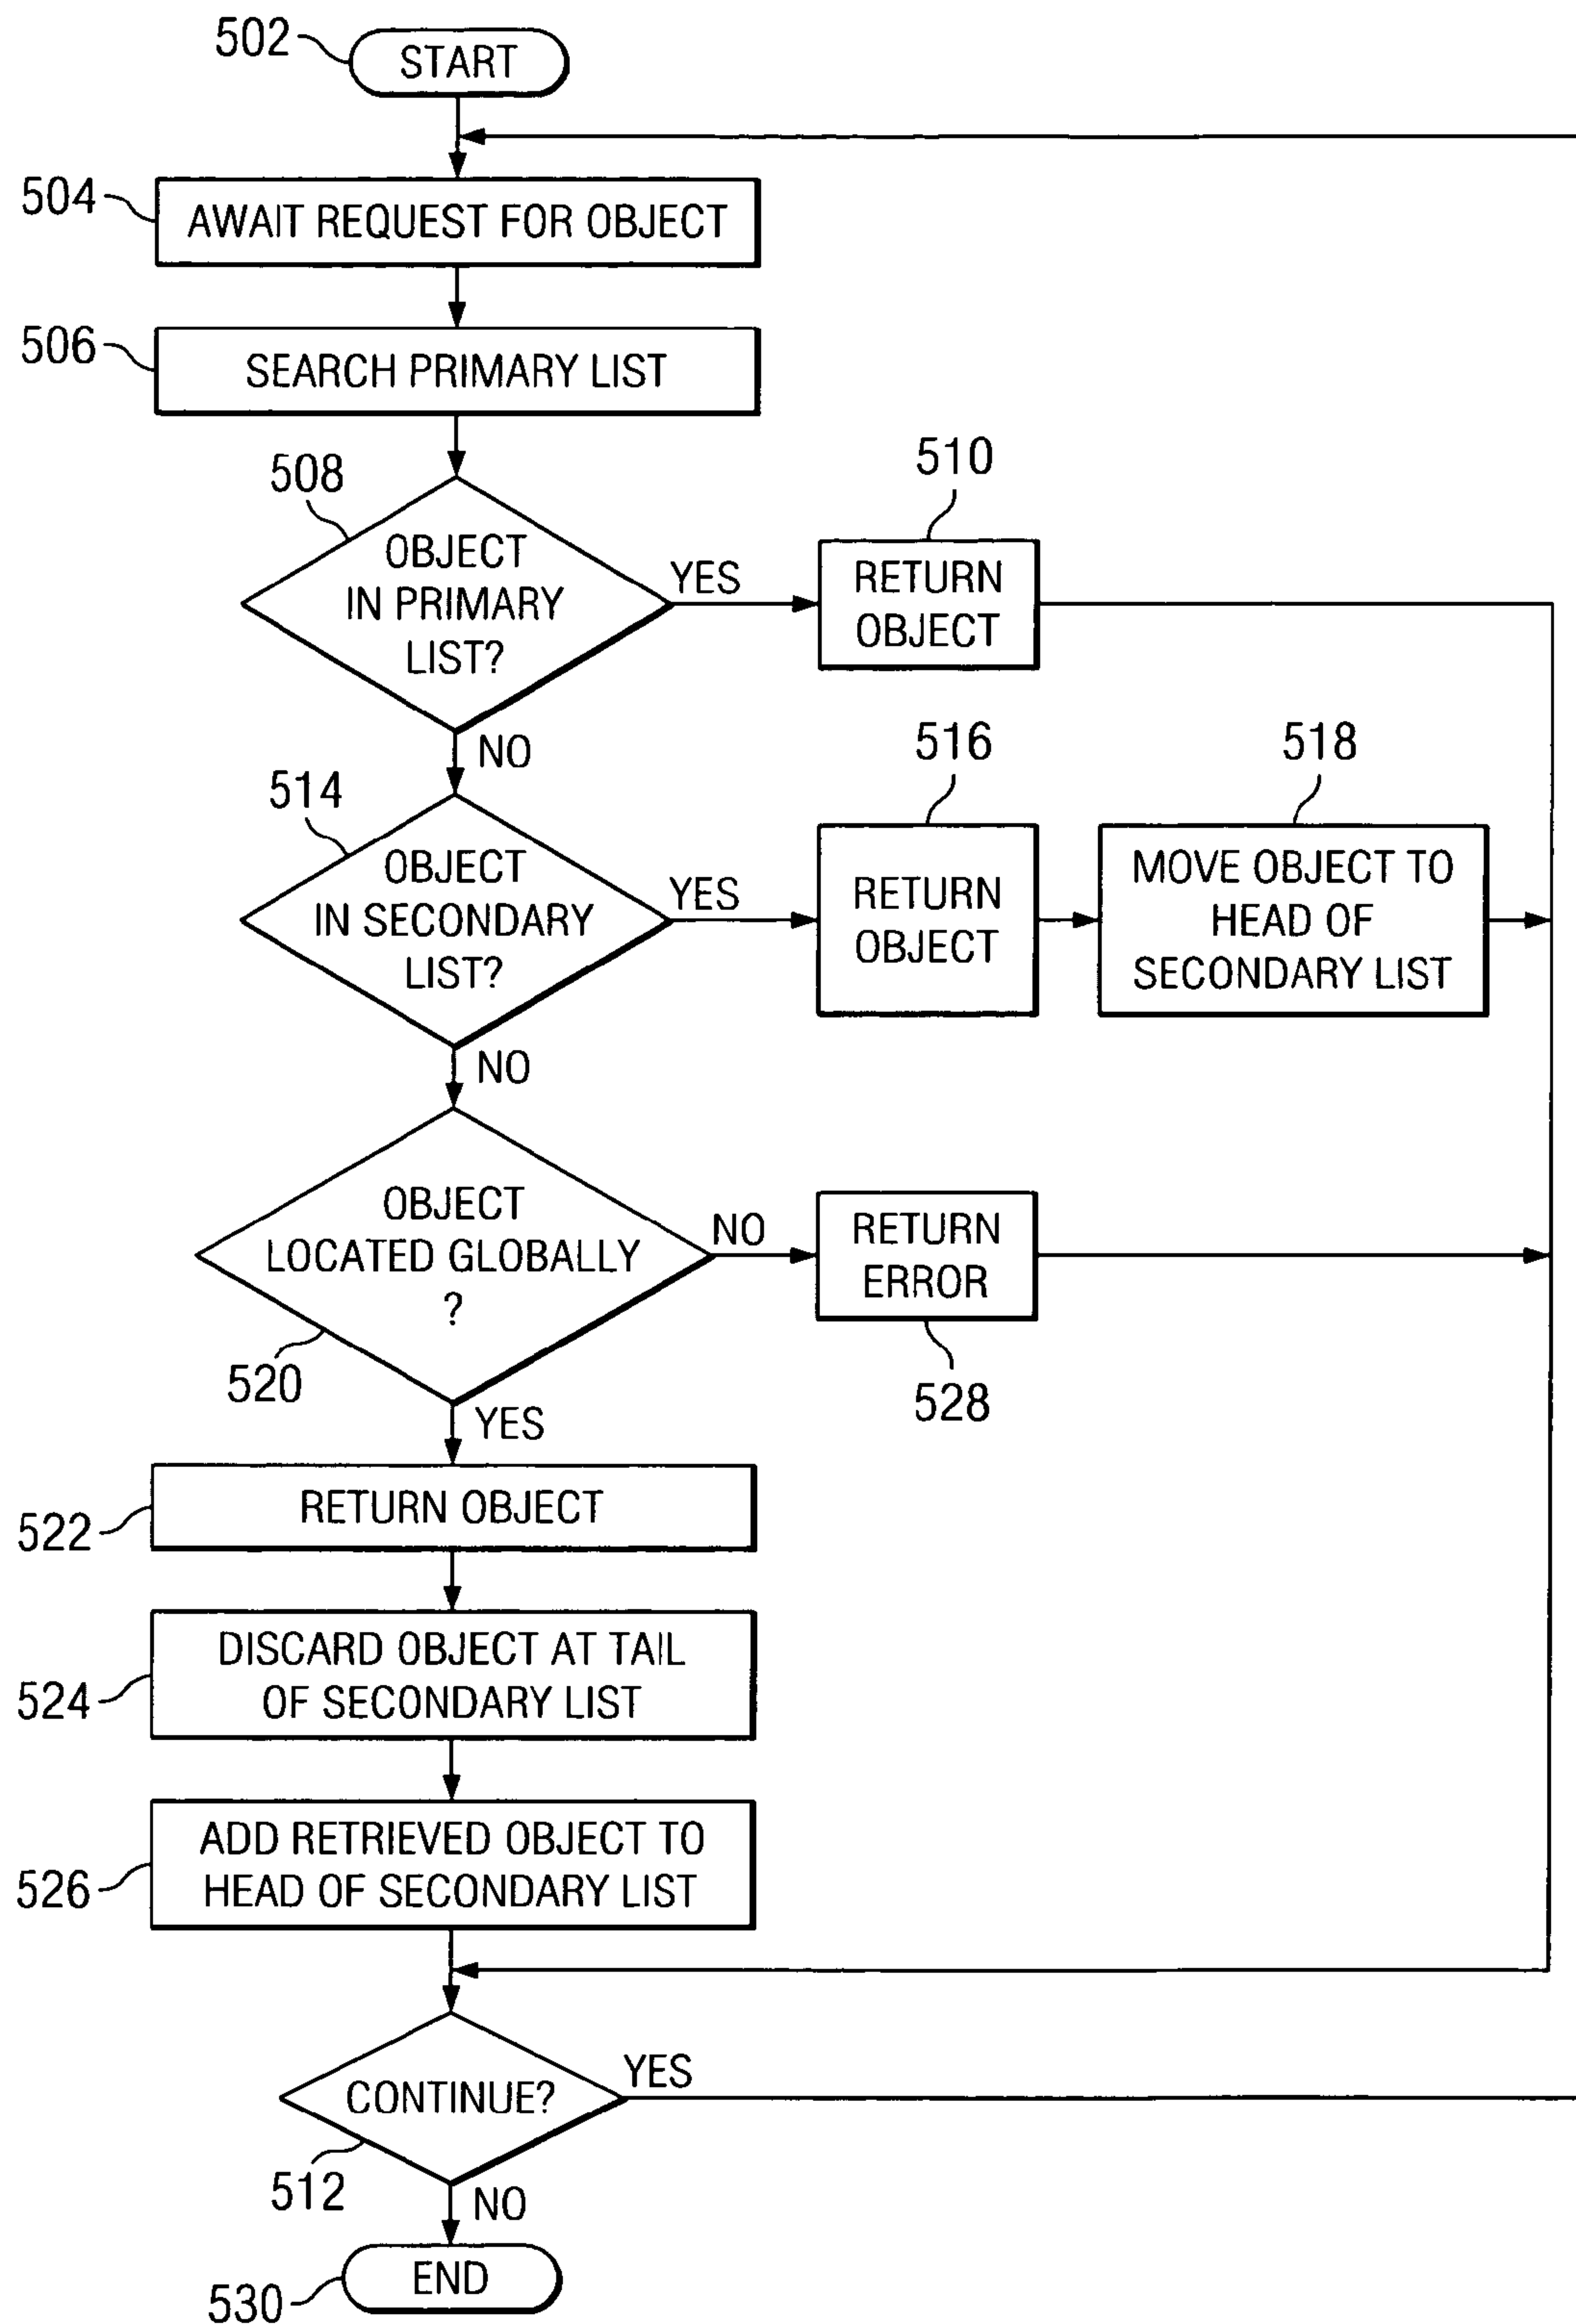 502
START
504
AWAIT REQUEST FOR OBJECT
506
SEARCH PRIMARY LIST
508
OBJECT
IN PRIMARY
LIST?
YES
510
RETURN
OBJECT
NO
514
OBJECT
IN SECONDARY
LIST?
YES
516
RETURN
OBJECT
518
MOVE OBJECT TO
HEAD OF
SECONDARY LIST
NO
OBJECT
LOCATED GLOBALLY
?
520
NO
RETURN
ERROR
528
YES
522
RETURN OBJECT
524
DISCARD OBJECT AT TAIL
OF SECONDARY LIST
526
ADD RETRIEVED OBJECT TO
HEAD OF SECONDARY LIST
CONTINUE?
YES
512
NO
530
END